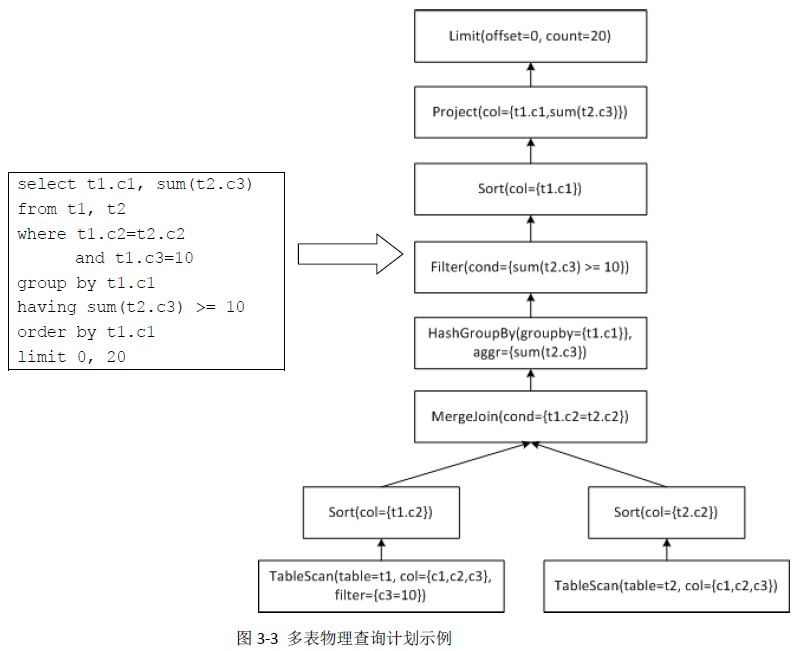 select t1.c1, sum(t2.c3)
from t1, t2
where t1.c2=t2.c2
and t1.c3=10
group by t1.c1
having sum(t2.c3) >= 10
order by t1.c1
limit 0, 20
Limit(offset=0, count=20)
Project(col={t1.c1,sum(t2.c3)})
Sort(col={t1.c1})
Filter(cond={sum(t2.c3) >= 10})
HashGroupBy(groupby={t1.c1}},
aggr={sum(t2.c3})
MergeJoin(cond={t1.c2=t2.c2})
Sort(col={t1.c2})
Sort(col={t2.c2})
TableScan(table=t1, col={c1,c2,c3},
filter={c3=10})
TableScan(table=t2, col={c1,c2,c3})
图 3-3 多表物理查询计划示例